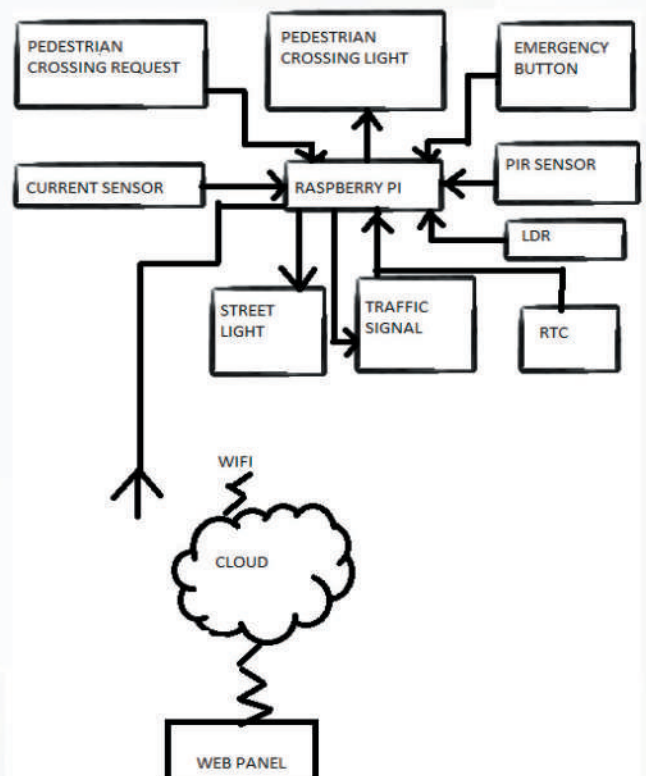 PEDESTRIAN
CROSSING REQUEST
PEDESTRIAN
CROSSING LIGHT
EMERGENCY
BUTTON
CURRENT SENSOR
RASPBERRY PI
PIR SENSOR
LDR
STREET
LIGHT
TRAFFIC
SIGNAL
RTC
WIFI
CLOUD
WEB PANEL